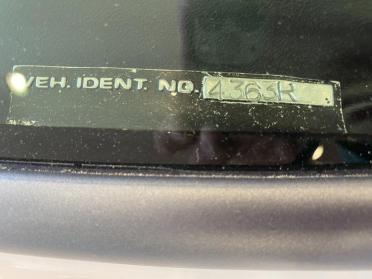 VEH. IDENT. NO. 4363R